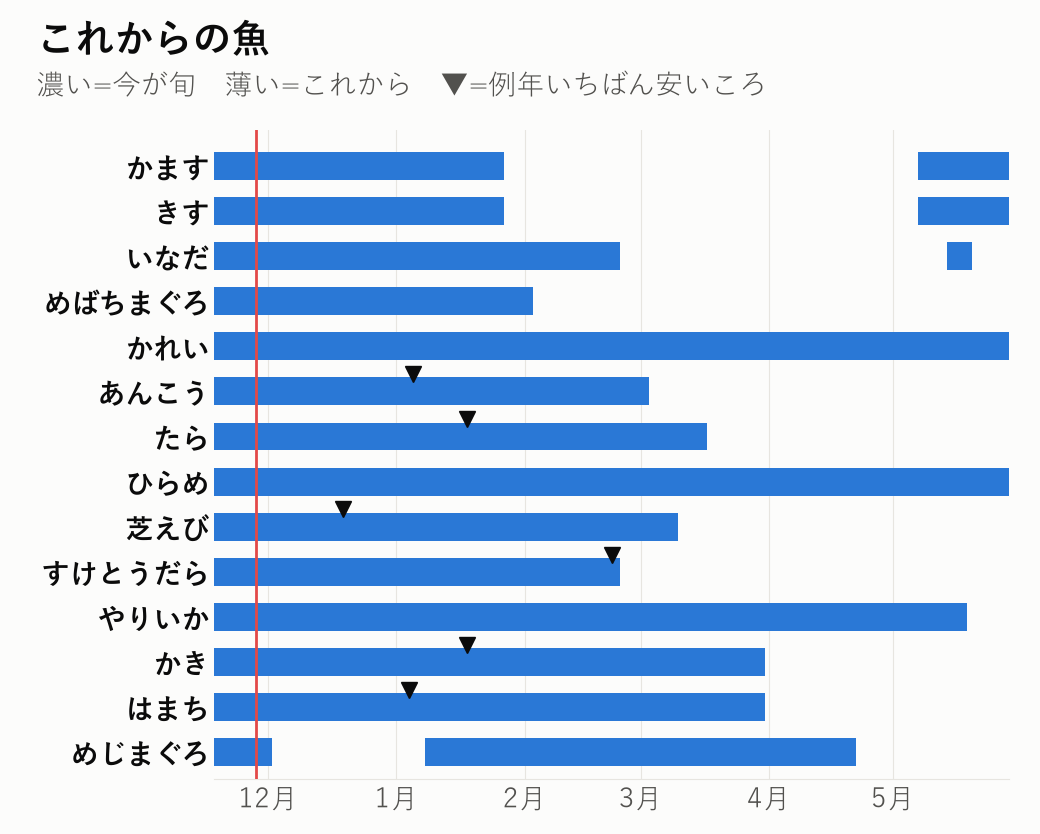 これからの魚
濃い=今が旬　薄い=これから　▼=例年いちばん安いころ
かます
きす
いなだ
めばちまぐろ
かれい
あんこう
たら
ひらめ
芝えび
すけとうだら
やりいか
かき
はまち
めじまぐろ
12月 1月 2月 3月 4月 5月